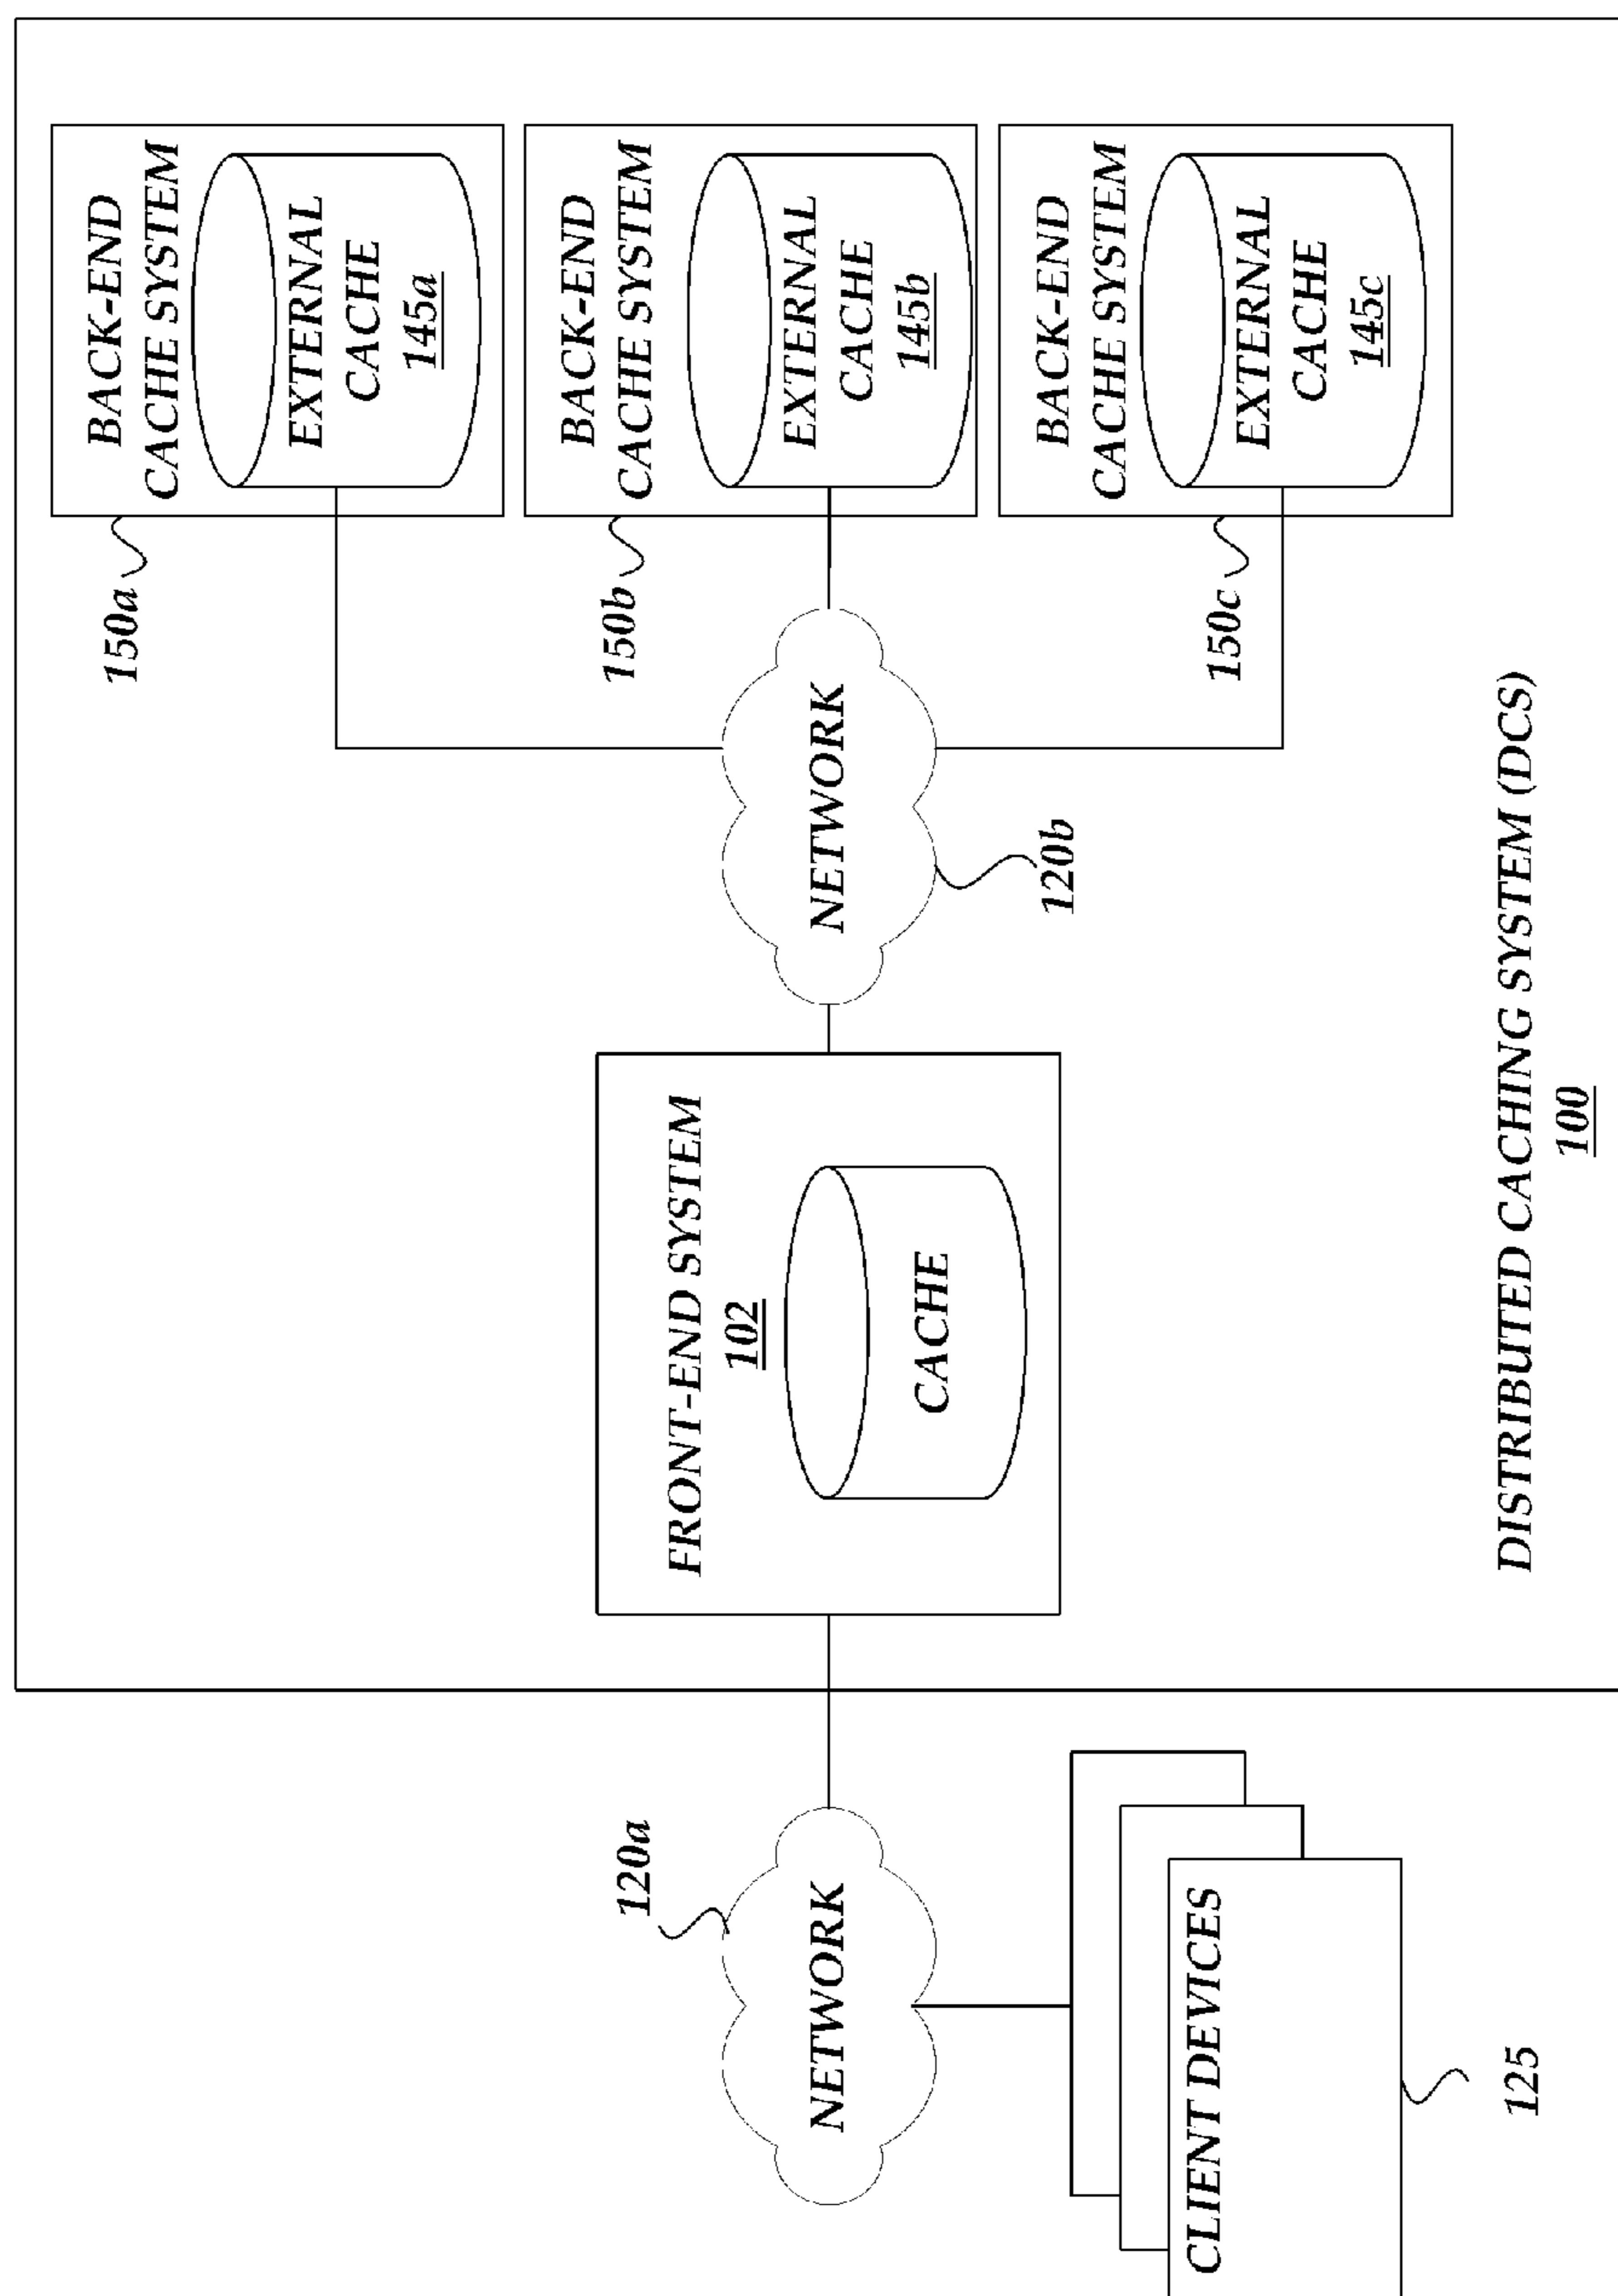 BACK-END
CACHE SYSTEM
EXTERNAL
CACHE
145a
150a
BACK-END
CACHE SYSTEM
EXTERNAL
CACHE
145b
150b
BACK-END
CACHE SYSTEM
EXTERNAL
CACHE
145c
150c
NETWORK
120b
FRONT-END SYSTEM
102
CACHE
NETWORK
120a
CLIENT DEVICES
125
DISTRIBUTED CACHING SYSTEM (DCS)
100